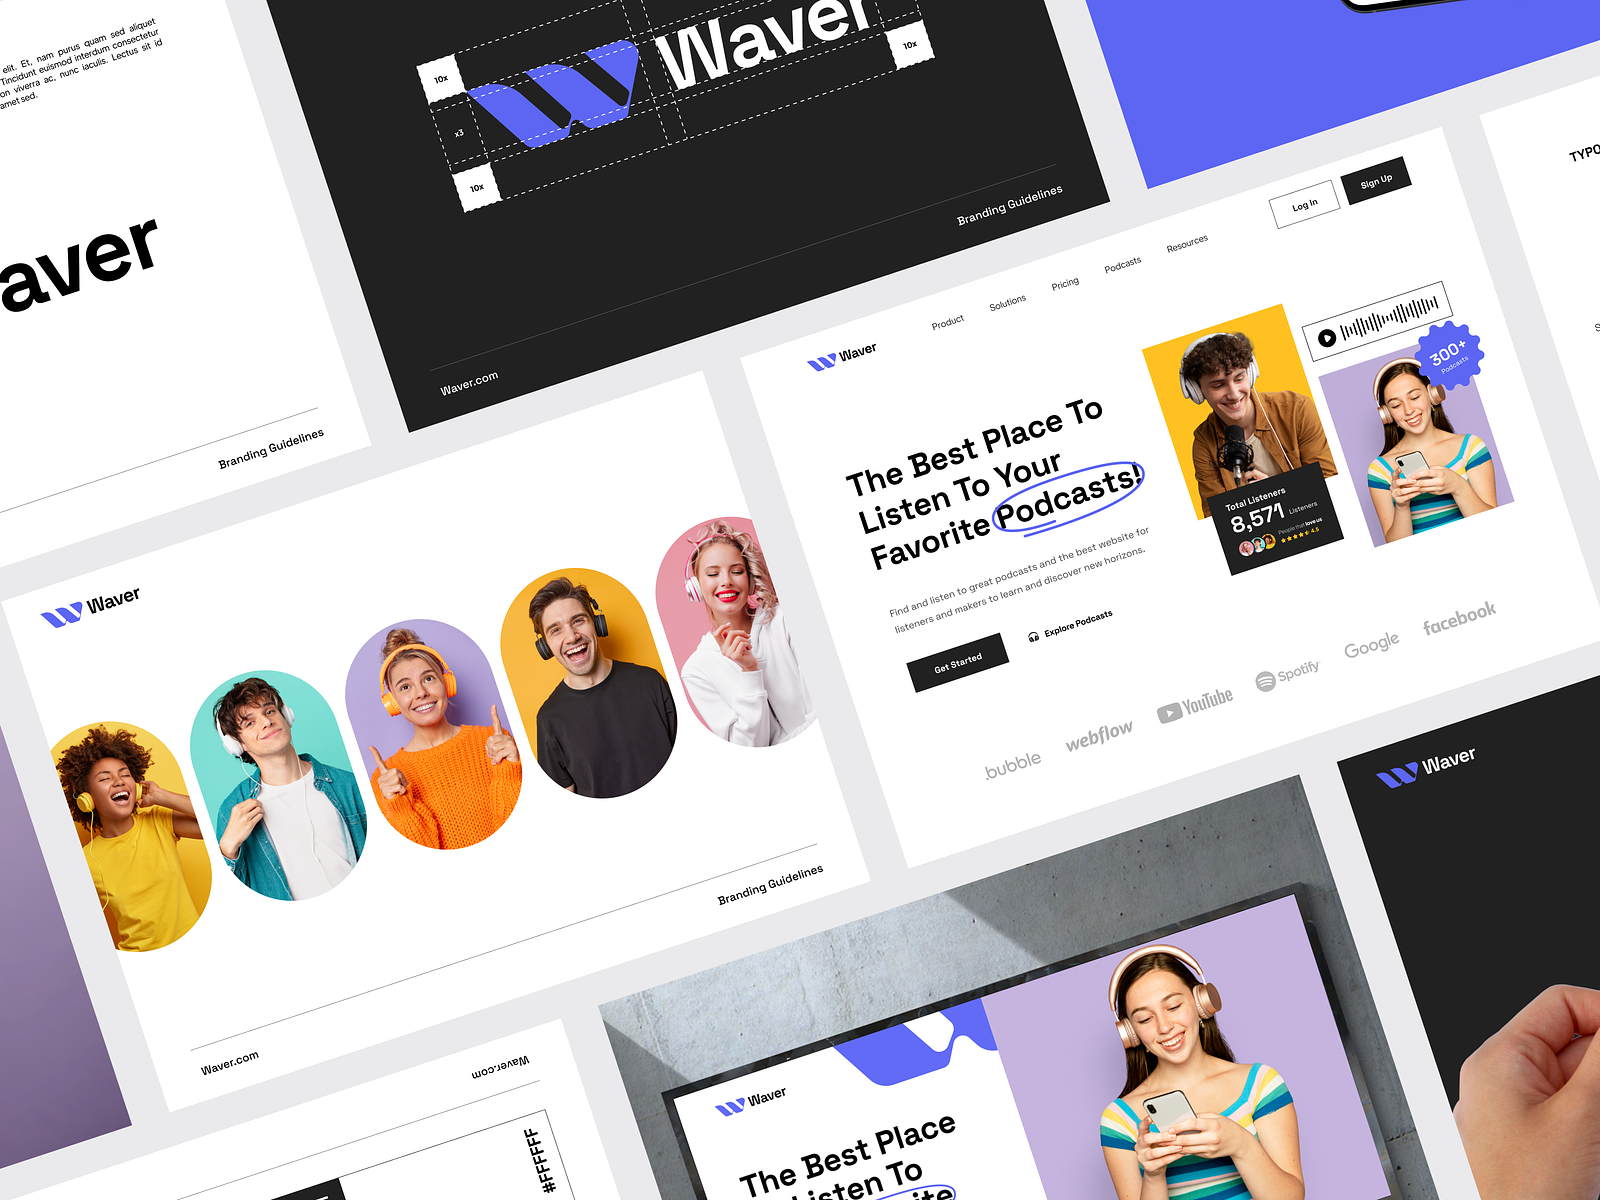 elit. Et, nam purus quam sed aliquet
Tincidunt euismod interdum consectetur
on viverra ac, nunc iaculis. Lectus sit id
amet sed.
aver
Branding Guidelines
10x
x3
10x
10x
Waver
Waver.com
Branding Guidelines
TYPO
Waver
Product
Solutions
Pricing
Podcasts
Resources
Log In
Sign Up
The Best Place To
Listen To Your
Favorite Podcasts!
Find and listen to great podcasts and the best website for
listeners and makers to learn and discover new horizons.
Get Started
Explore Podcasts
300+
Podcasts
Total Listeners
8,571 Listeners
People that love us
4.5
.bubble
webflow
YouTube
Spotify
Google
facebook
Waver
Waver.com
Branding Guidelines
Waver.com
#FFFFFF
Waver
The Best Place
Listen To
Waver